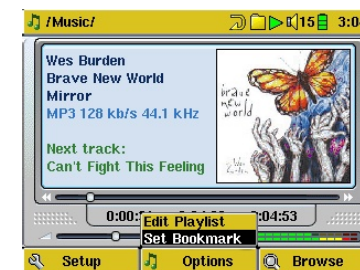 /Music/ 15 3:0
Wes Burden
Brave New World
Mirror
MP3 128 kb/s 44.1 kHz
Next track:
Can't Fight This Feeling
brave
new
world
0:00: :04:53
Edit Playlist
Set Bookmark
Setup Options Browse